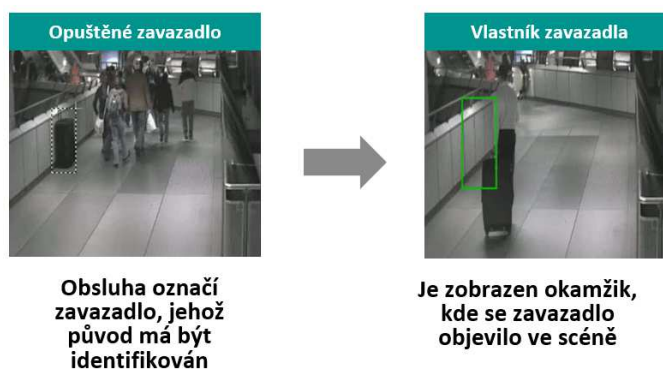 Opuštěné zavazadlo
Vlastník zavazadla
Obsluha označí
zavazadlo, jehož
původ má být
identifikován
Je zobrazen okamžik,
kde se zavazadlo
objevilo ve scéně